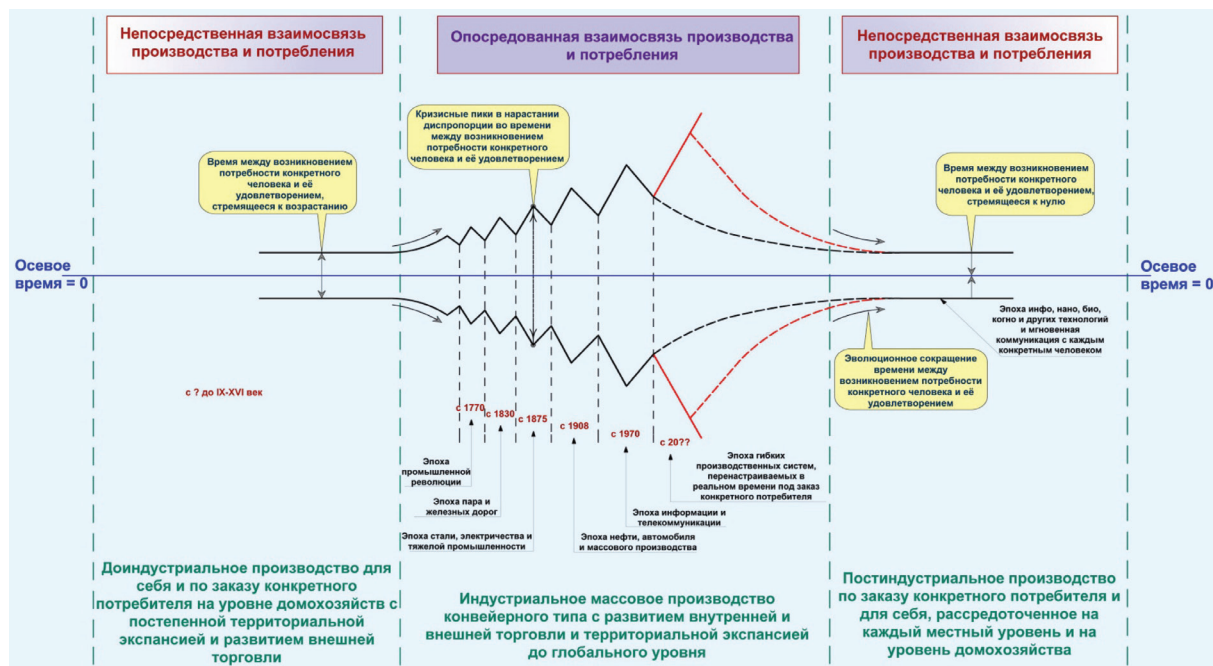 Непосредственная взаимосвязь
производства и потребления
Опосредованная взаимосвязь производства
и потребления
Непосредственная взаимосвязь
производства и потребления
Кризисные пики в нарастании
диспропорции во времени
между возникновением
потребности конкретного
человека и её удовлетворением
Время между возникновением
потребности конкретного
человека и её
удовлетворением,
стремящееся к возрастанию
Время между возникновением
потребности конкретного
человека и её удовлетворением,
стремящееся к нулю
Осевое
время = 0
Осевое
время = 0
Эпоха инфо, нано, био,
когно и других технологий
и мгновенная
коммуникация с каждым
конкретным человеком
Эволюционное сокращение
времени между
возникновением потребности
конкретного человека и её
удовлетворением
с ? до IX-XVI век
с 1770
с 1830
с 1875
с 1908
с 1970
с 20??
Эпоха
промышленной
революции
Эпоха пара и
железных дорог
Эпоха стали, электричества и
тяжелой промышленности
Эпоха нефти, автомобиля
и массового производства
Эпоха информации и
телекоммуникации
Эпоха гибких
производственных систем,
перенастраиваемых в
реальном времени под заказ
конкретного потребителя
Доиндустриальное производство для
себя и по заказу конкретного
потребителя на уровне домохозяйств с
постепенной территориальной
экспансией и развитием внешней
торговли
Индустриальное массовое производство
конвейерного типа с развитием внутренней и
внешней торговли и территориальной экспансией
до глобального уровня
Постиндустриальное производство
по заказу конкретного потребителя и
для себя, рассредоточенное на
каждый местный уровень и на
уровень домохозяйства